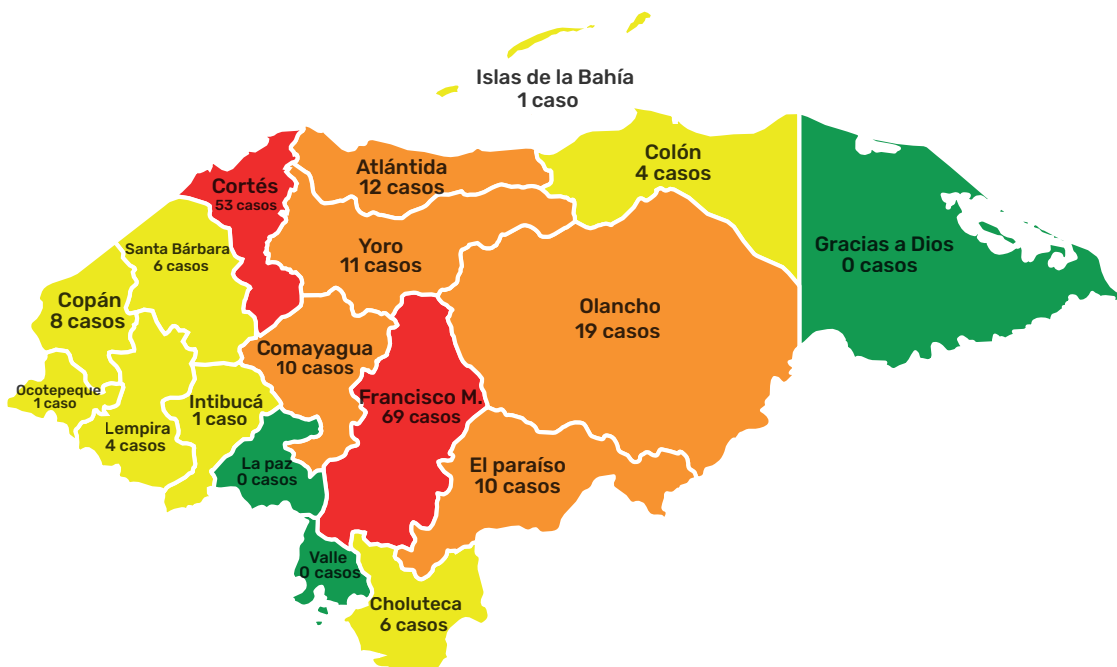 Islas de la Bahía
1 caso
Colón
4 casos
Atlántida
12 casos
Cortés
53 casos
Gracias a Dios
0 casos
Santa Bárbara
6 casos
Yoro
11 casos
Copán
8 casos
Olancho
19 casos
Comayagua
10 casos
Ocotepeque
1 caso
Francisco M.
69 casos
Intibucá
1 caso
Lempira
4 casos
La paz
0 casos
El paraíso
10 casos
Valle
0 casos
Choluteca
6 casos